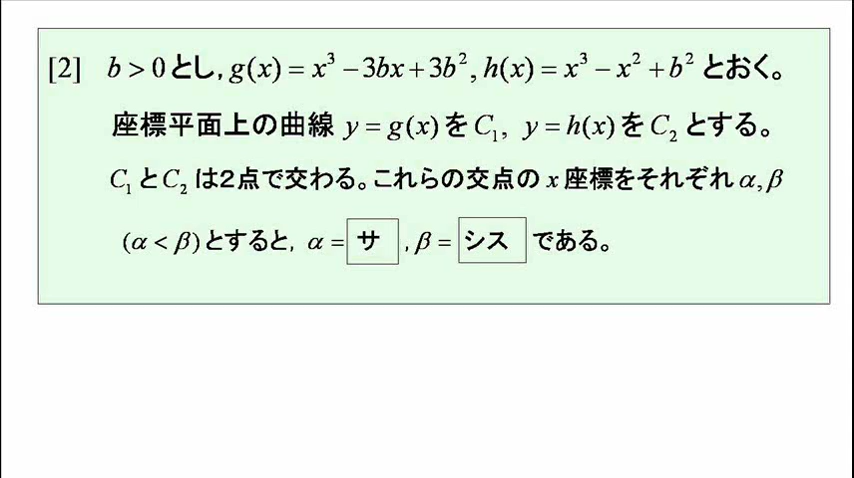 [2] b > 0 とし, g(x) = x³ − 3bx + 3b², h(x) = x³ − x² + b² とおく。
座標平面上の曲線 y = g(x) を C₁, y = h(x) を C₂ とする。
C₁ と C₂ は2点で交わる。これらの交点の x 座標をそれぞれ α, β
(α < β) とすると, α = サ , β = シス である。